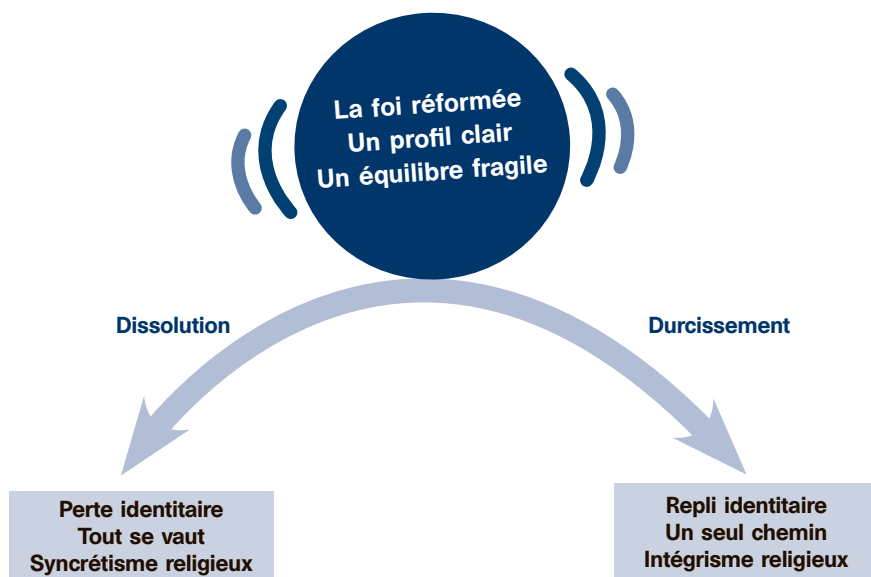 La foi réformée
Un profil clair
Un équilibre fragile
Dissolution
Durcissement
Perte identitaire
Tout se vaut
Syncrétisme religieux
Repli identitaire
Un seul chemin
Intégrisme religieux